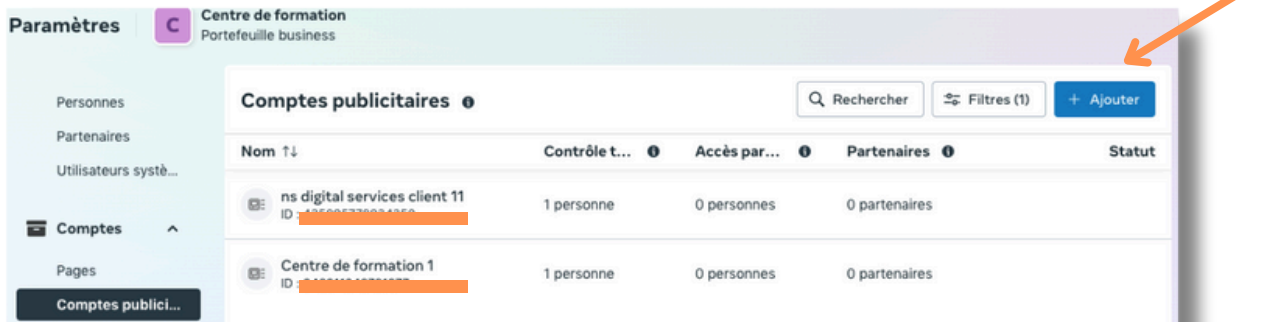 Paramètres
C
Centre de formation
Portefeuille business
Personnes
Partenaires
Utilisateurs systè...
Comptes
Pages
Comptes publici...
Comptes publicitaires
Rechercher
Filtres (1)
+ Ajouter
Nom ↑↓
Contrôle t...
Accès par...
Partenaires
Statut
ns digital services client 11
ID :
1 personne
0 personnes
0 partenaires
Centre de formation 1
ID :
1 personne
0 personnes
0 partenaires